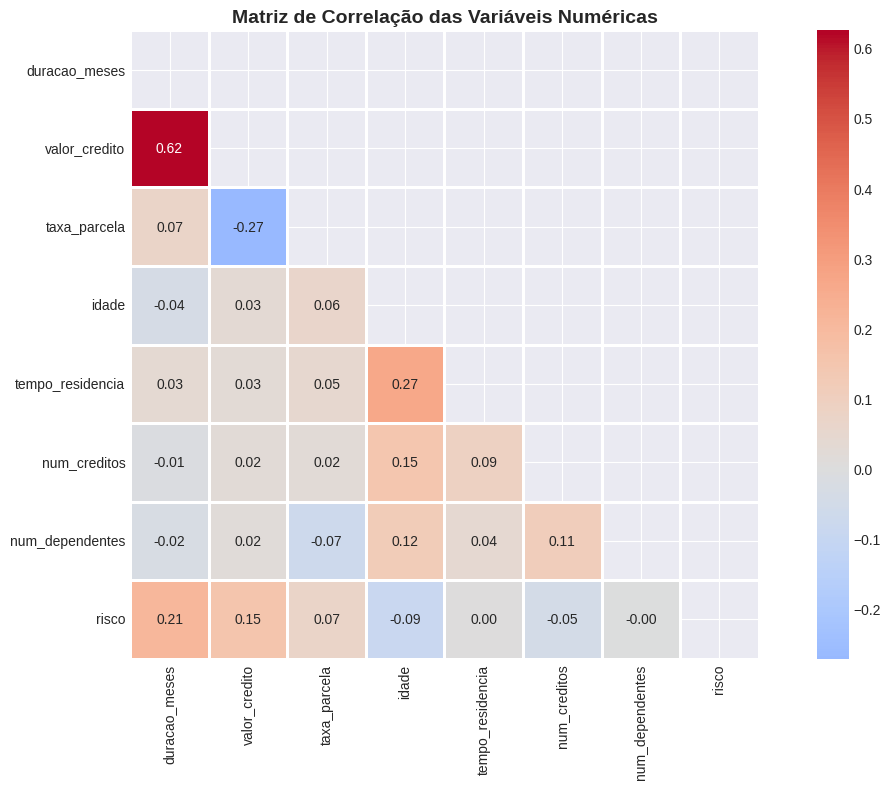 Matriz de Correlação das Variáveis Numéricas
duracao_meses
valor_credito 0.62
taxa_parcela 0.07 -0.27
idade -0.04 0.03 0.06
tempo_residencia 0.03 0.03 0.05 0.27
num_creditos -0.01 0.02 0.02 0.15 0.09
num_dependentes -0.02 0.02 -0.07 0.12 0.04 0.11
risco 0.21 0.15 0.07 -0.09 0.00 -0.05 -0.00
duracao_meses
valor_credito
taxa_parcela
idade
tempo_residencia
num_creditos
num_dependentes
risco
0.6
0.5
0.4
0.3
0.2
0.1
0.0
−0.1
−0.2